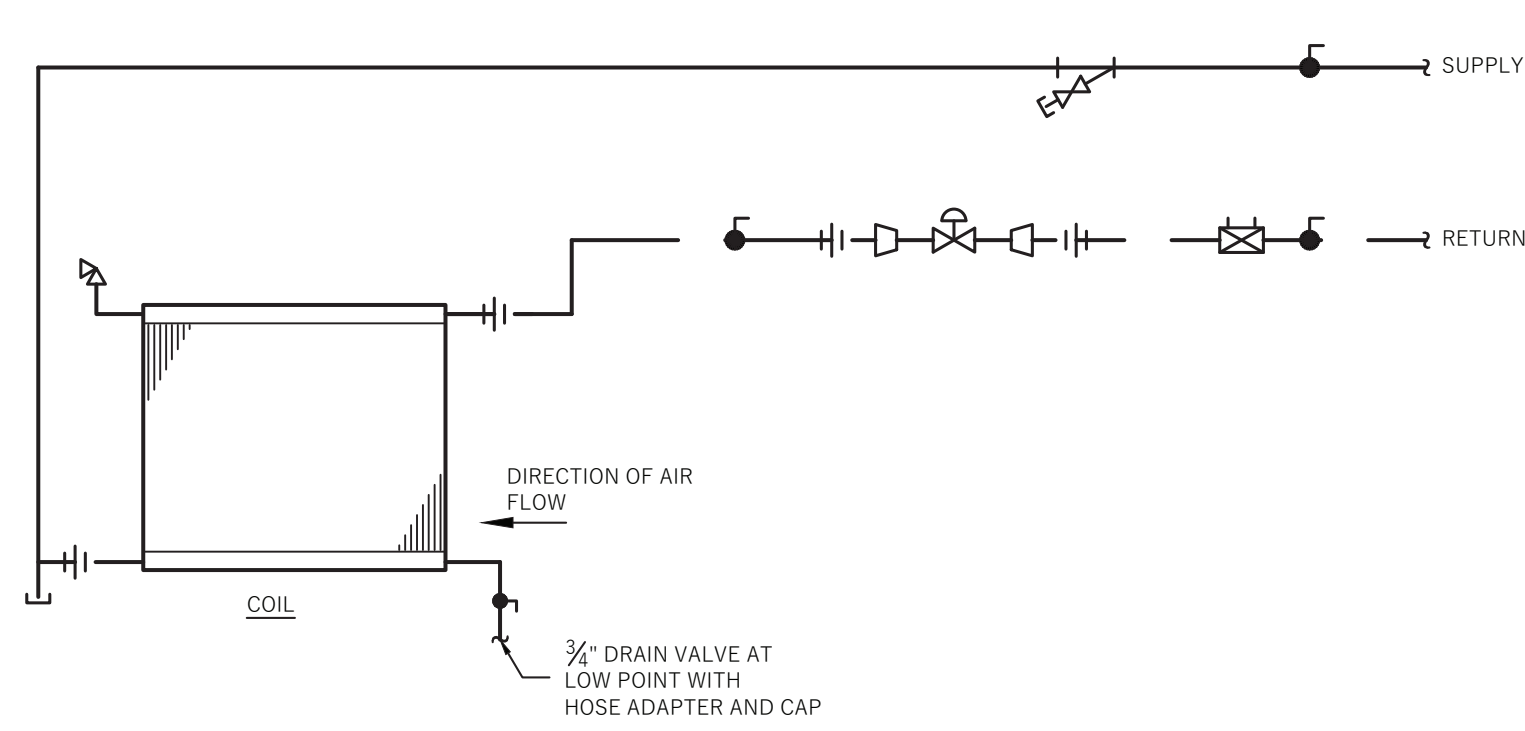 SUPPLY
RETURN
DIRECTION OF AIR
FLOW
COIL
3/4" DRAIN VALVE AT
LOW POINT WITH
HOSE ADAPTER AND CAP